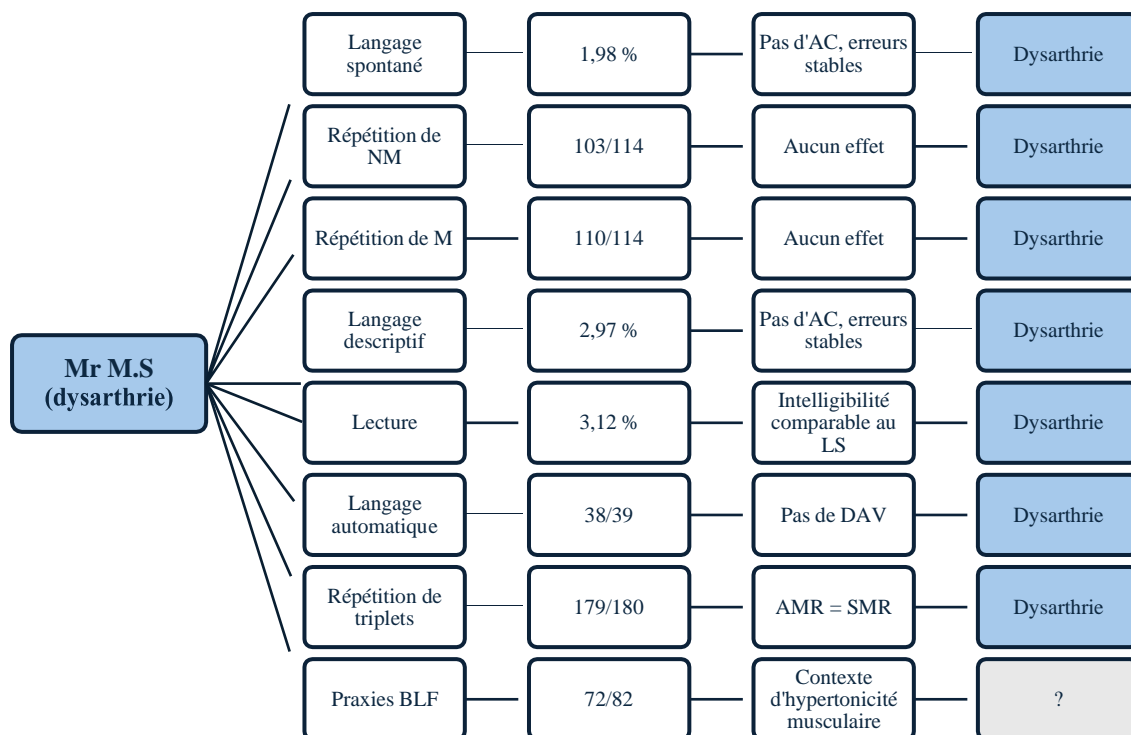 Langage
spontané
1,98 %
Pas d'AC, erreurs
stables
Dysarthrie
Répétition de
NM
103/114
Aucun effet
Dysarthrie
Répétition de M
110/114
Aucun effet
Dysarthrie
Langage
descriptif
2,97 %
Pas d'AC, erreurs
stables
Dysarthrie
Mr M.S
(dysarthrie)
Lecture
3,12 %
Intelligibilité
comparable au
LS
Dysarthrie
Langage
automatique
38/39
Pas de DAV
Dysarthrie
Répétition de
triplets
179/180
AMR = SMR
Dysarthrie
Praxies BLF
72/82
Contexte
d'hypertonicité
musculaire
?